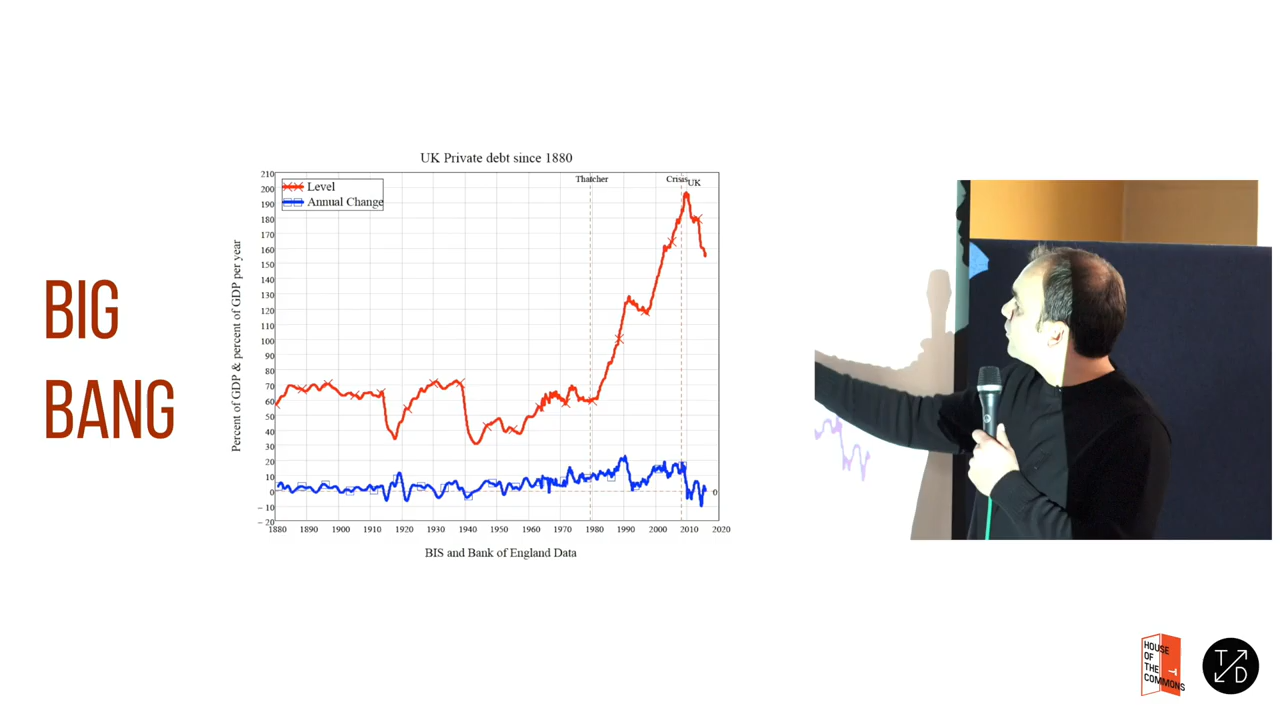 BIG
BANG
UK Private debt since 1880
Level
Annual Change
Thatcher
Crisis
UK
Percent of GDP & percent of GDP per year
210
200
190
180
170
160
150
140
130
120
110
100
90
80
70
60
50
40
30
20
10
0
0
– 10
– 20
1880 1890 1900 1910 1920 1930 1940 1950 1960 1970 1980 1990 2000 2010 2020
BIS and Bank of England Data
HOUSE
OF
THE
COMMONS
T
D